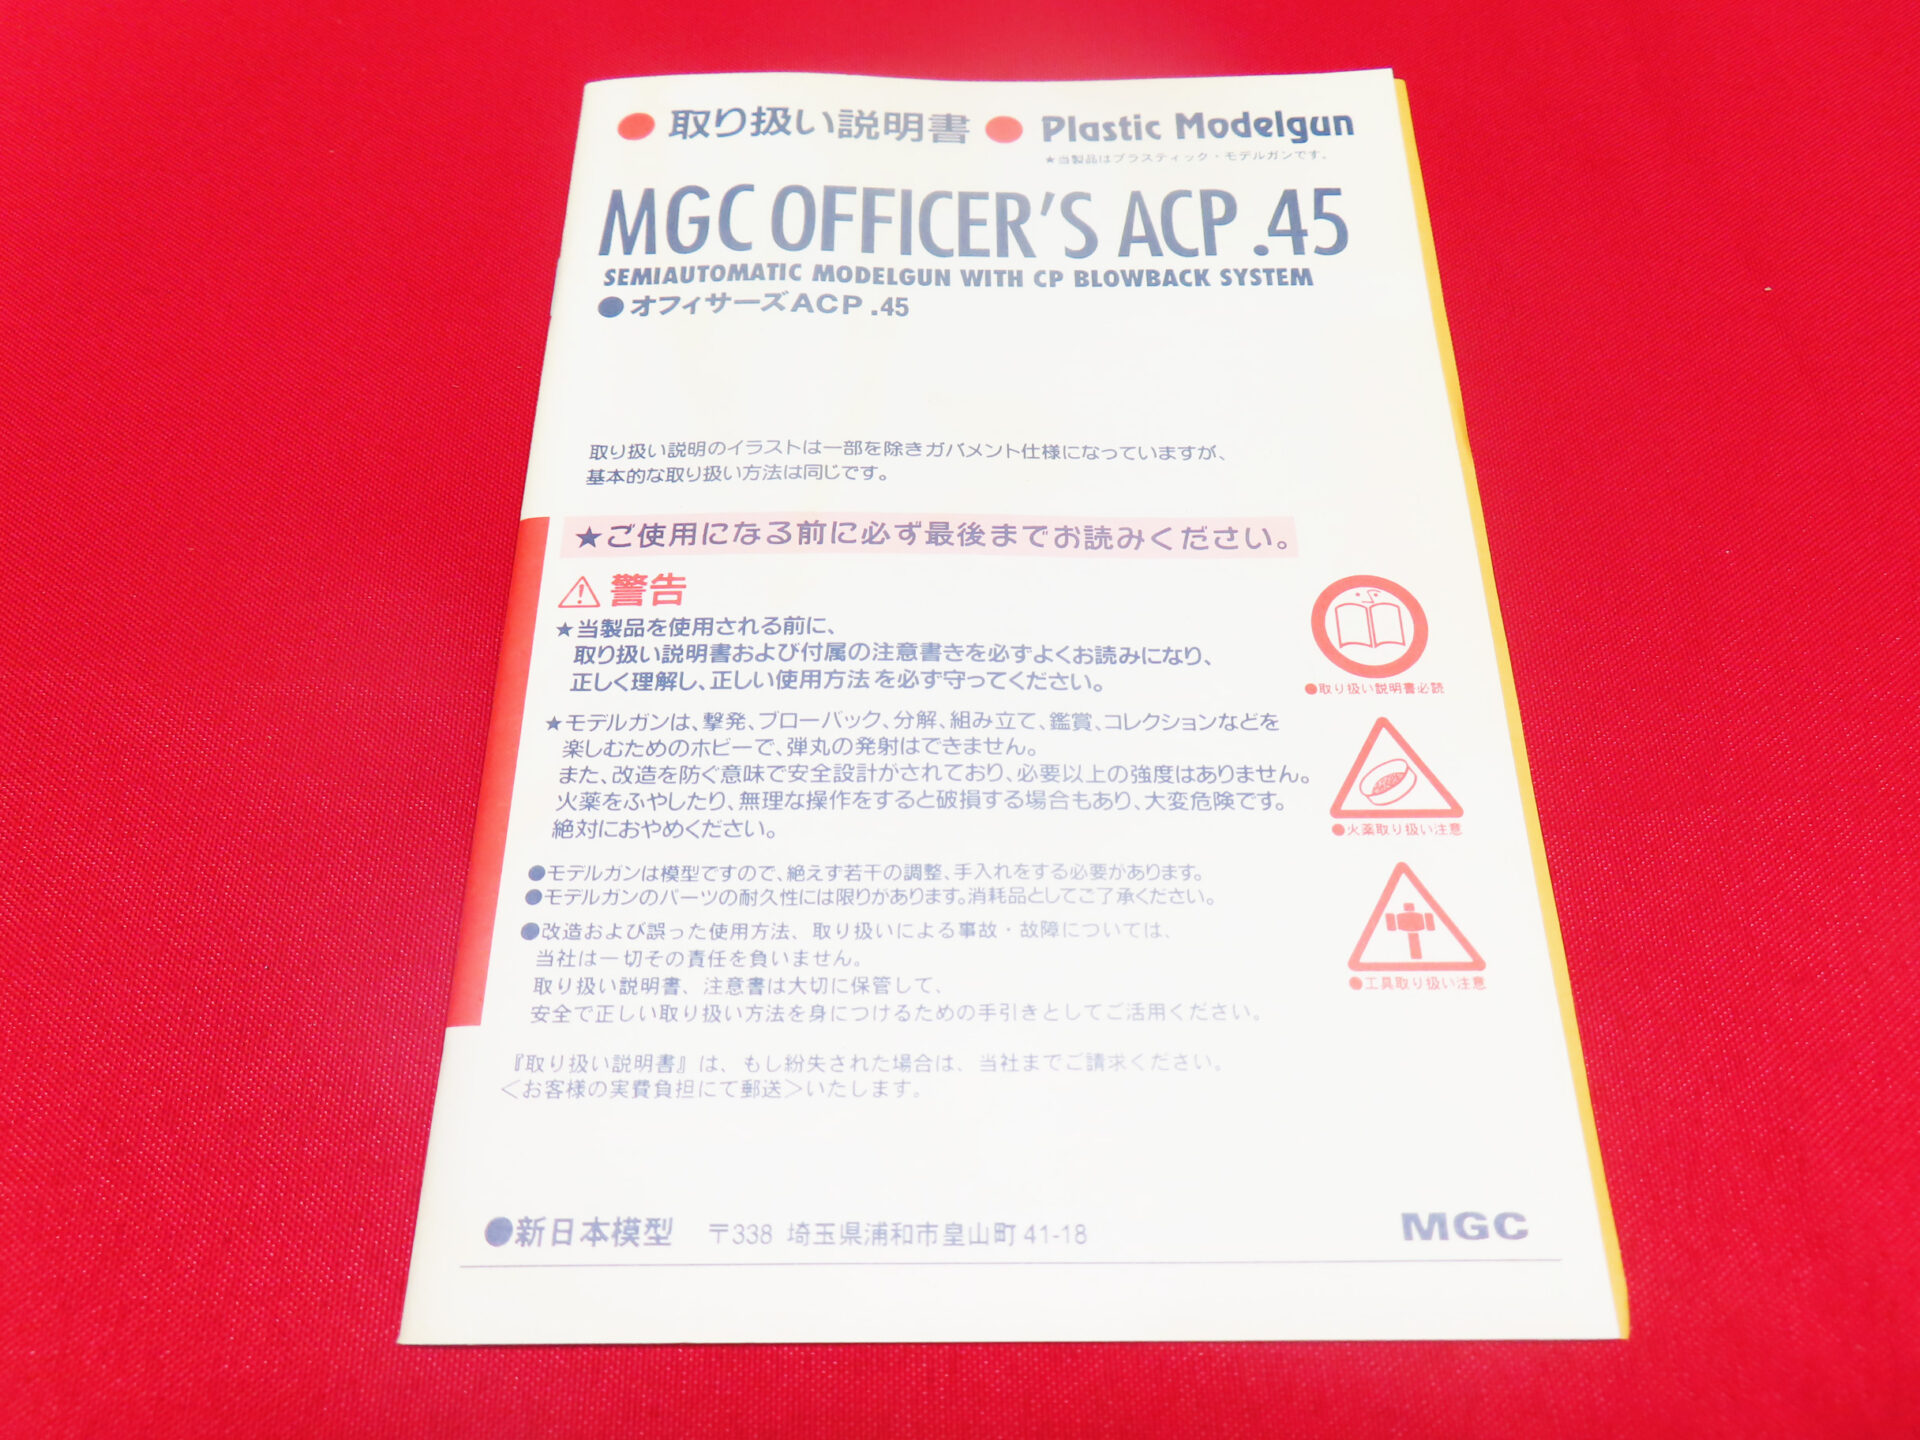 ●取り扱い説明書● Plastic Modelgun
★当製品はプラスティック・モデルガンです。
MGC OFFICER'S ACP .45
SEMIAUTOMATIC MODELGUN WITH CP BLOWBACK SYSTEM
●オフィサーズACP .45
取り扱い説明のイラストは一部を除きガバメント仕様になっていますが、
基本的な取り扱い方法は同じです。
★ご使用になる前に必ず最後までお読みください。
⚠警告
★当製品を使用される前に、
取り扱い説明書および付属の注意書きを必ずよくお読みになり、
正しく理解し、正しい使用方法を必ず守ってください。
★モデルガンは、撃発、ブローバック、分解、組み立て、鑑賞、コレクションなどを
楽しむためのホビーで、弾丸の発射はできません。
また、改造を防ぐ意味で安全設計がされており、必要以上の強度はありません。
火薬をふやしたり、無理な操作をすると破損する場合もあり、大変危険です。
絶対におやめください。
●モデルガンは模型ですので、絶えず若干の調整、手入れをする必要があります。
●モデルガンのパーツの耐久性には限りがあります。消耗品としてご了承ください。
●改造および誤った使用方法、取り扱いによる事故・故障については、
当社は一切その責任を負いません。
取り扱い説明書、注意書は大切に保管して、
安全で正しい取り扱い方法を身につけるための手引きとしてご活用ください。
『取り扱い説明書』は、もし紛失された場合は、当社までご請求ください。
＜お客様の実費負担にて郵送＞いたします。
●取り扱い説明書必読
●火薬取り扱い注意
●工具取り扱い注意
●新日本模型 〒338 埼玉県浦和市皇山町41-18
MGC